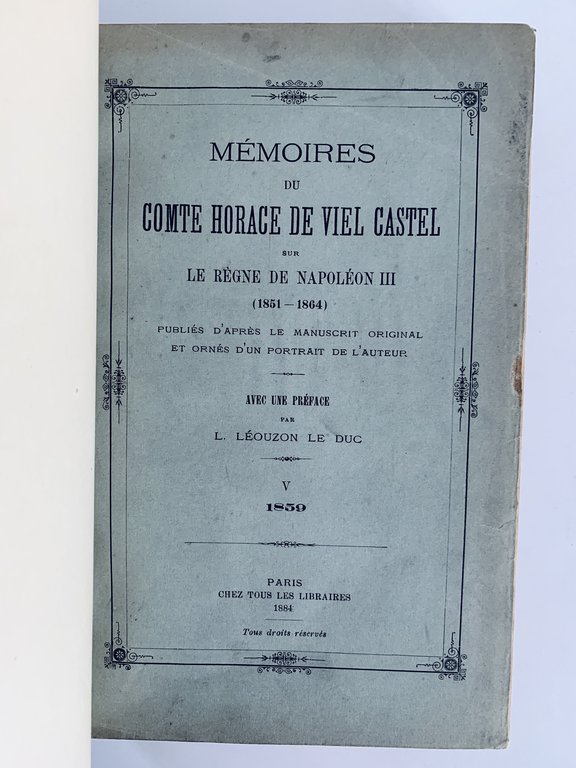 MÉMOIRES
DU
COMTE HORACE DE VIEL CASTEL
SUR
LE RÈGNE DE NAPOLÉON III
(1851—1864)
PUBLIÉS D'APRÈS LE MANUSCRIT ORIGINAL
ET ORNÉS D'UN PORTRAIT DE L'AUTEUR
AVEC UNE PRÉFACE
PAR
L. LÉOUZON LE DUC
V
1859
PARIS
CHEZ TOUS LES LIBRAIRES
1884
Tous droits réservés